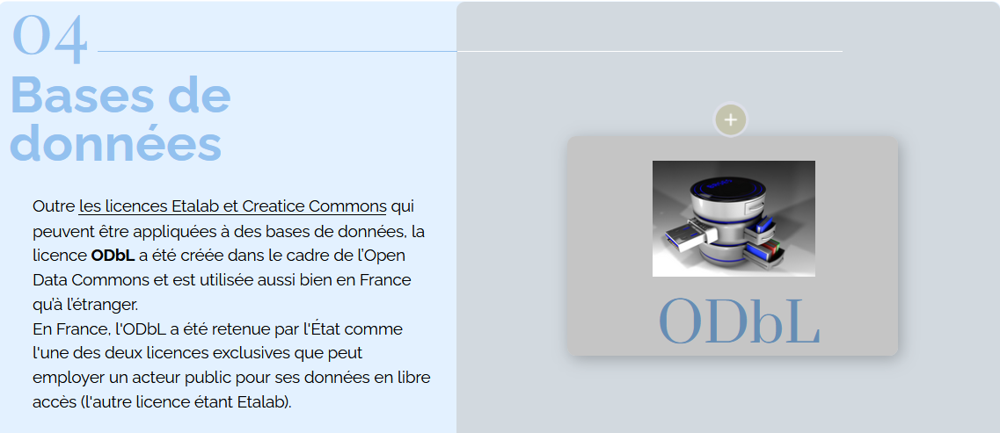 04
Bases de
données
Outre les licences Etalab et Creatice Commons qui
peuvent être appliquées à des bases de données, la
licence ODbL a été créée dans le cadre de l'Open
Data Commons et est utilisée aussi bien en France
qu'à l'étranger.
En France, l'ODbL a été retenue par l'État comme
l'une des deux licences exclusives que peut
employer un acteur public pour ses données en libre
accès (l'autre licence étant Etalab).
+
ODbL